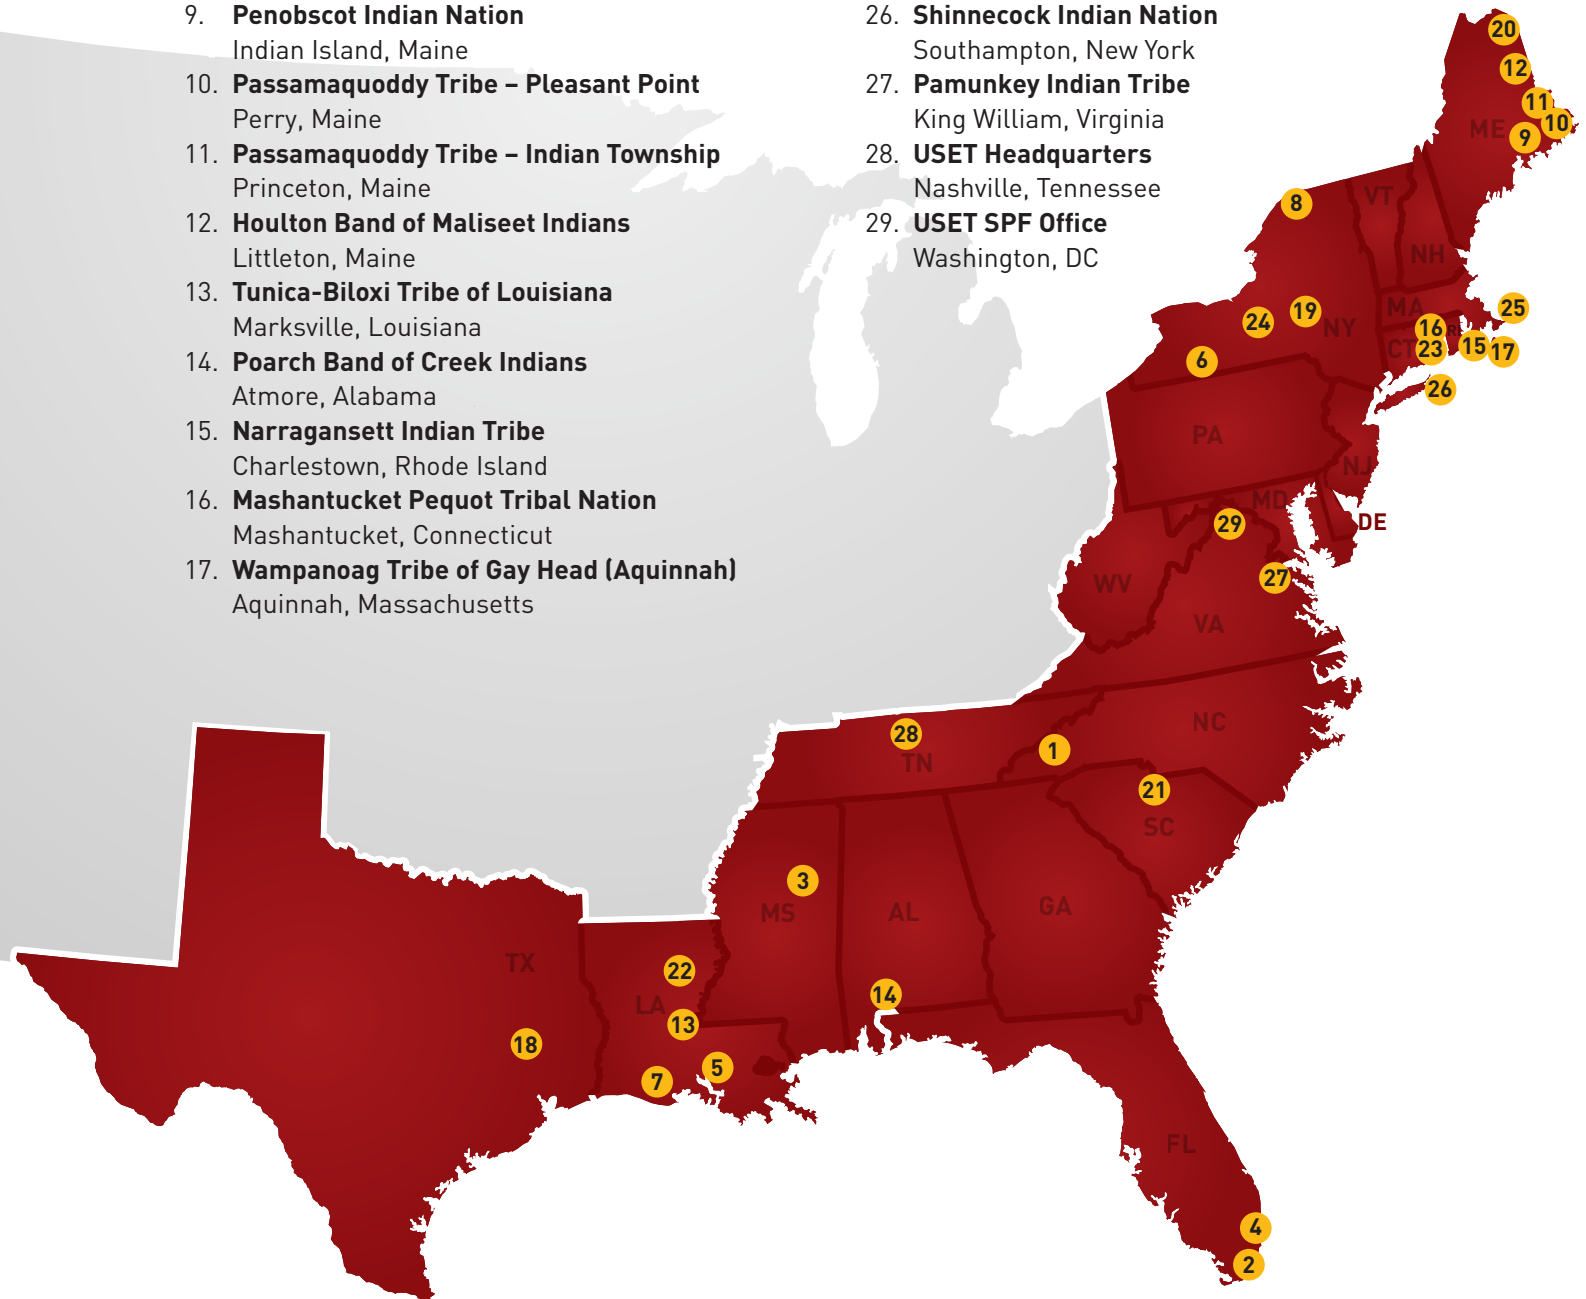 9. Penobscot Indian Nation
Indian Island, Maine
10. Passamaquoddy Tribe – Pleasant Point
Perry, Maine
11. Passamaquoddy Tribe – Indian Township
Princeton, Maine
12. Houlton Band of Maliseet Indians
Littleton, Maine
13. Tunica-Biloxi Tribe of Louisiana
Marksville, Louisiana
14. Poarch Band of Creek Indians
Atmore, Alabama
15. Narragansett Indian Tribe
Charlestown, Rhode Island
16. Mashantucket Pequot Tribal Nation
Mashantucket, Connecticut
17. Wampanoag Tribe of Gay Head (Aquinnah)
Aquinnah, Massachusetts
26. Shinnecock Indian Nation
Southampton, New York
27. Pamunkey Indian Tribe
King William, Virginia
28. USET Headquarters
Nashville, Tennessee
29. USET SPF Office
Washington, DC
20
12
11
10
ME
9
8
VT
NH
MA
25
24
19
NY
16
RI
CT
23
15
17
6
26
PA
NJ
MD
29
DE
27
WV
VA
28
TN
1
NC
21
SC
3
MS
AL
GA
TX
22
LA
14
13
18
7
5
FL
4
2